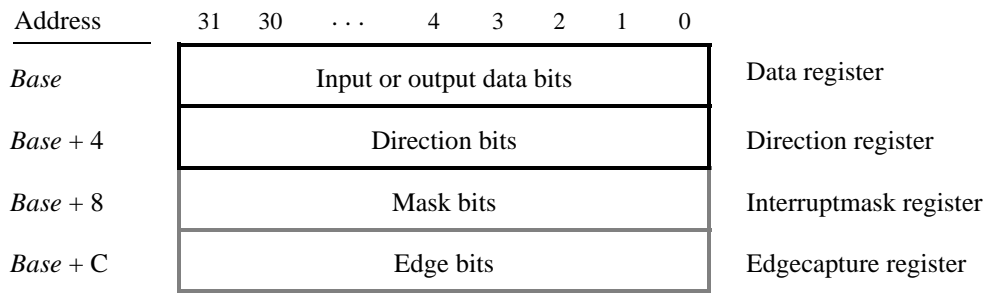 Address 31 30 · · · 4 3 2 1 0
Base Input or output data bits Data register
Base + 4 Direction bits Direction register
Base + 8 Mask bits Interruptmask register
Base + C Edge bits Edgecapture register